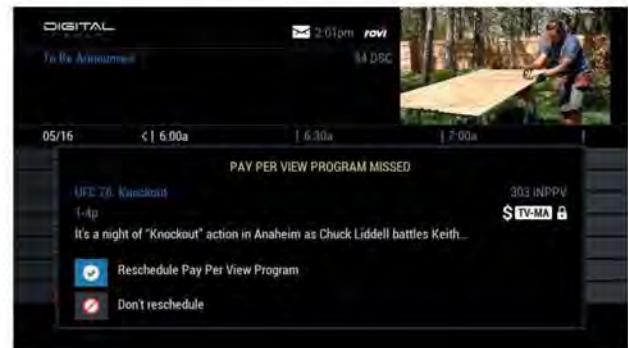 DIGITAL
2:01pm rovi
To Be Announced 54 DSC
05/16 < | 6:00a | 6:30a | 7:00a |
PAY PER VIEW PROGRAM MISSED
UFC 76: Knockout 303 INPPV
1-4p $ TV-MA
It's a night of "Knockout" action in Anaheim as Chuck Liddell battles Keith...
Reschedule Pay Per View Program
Don't reschedule